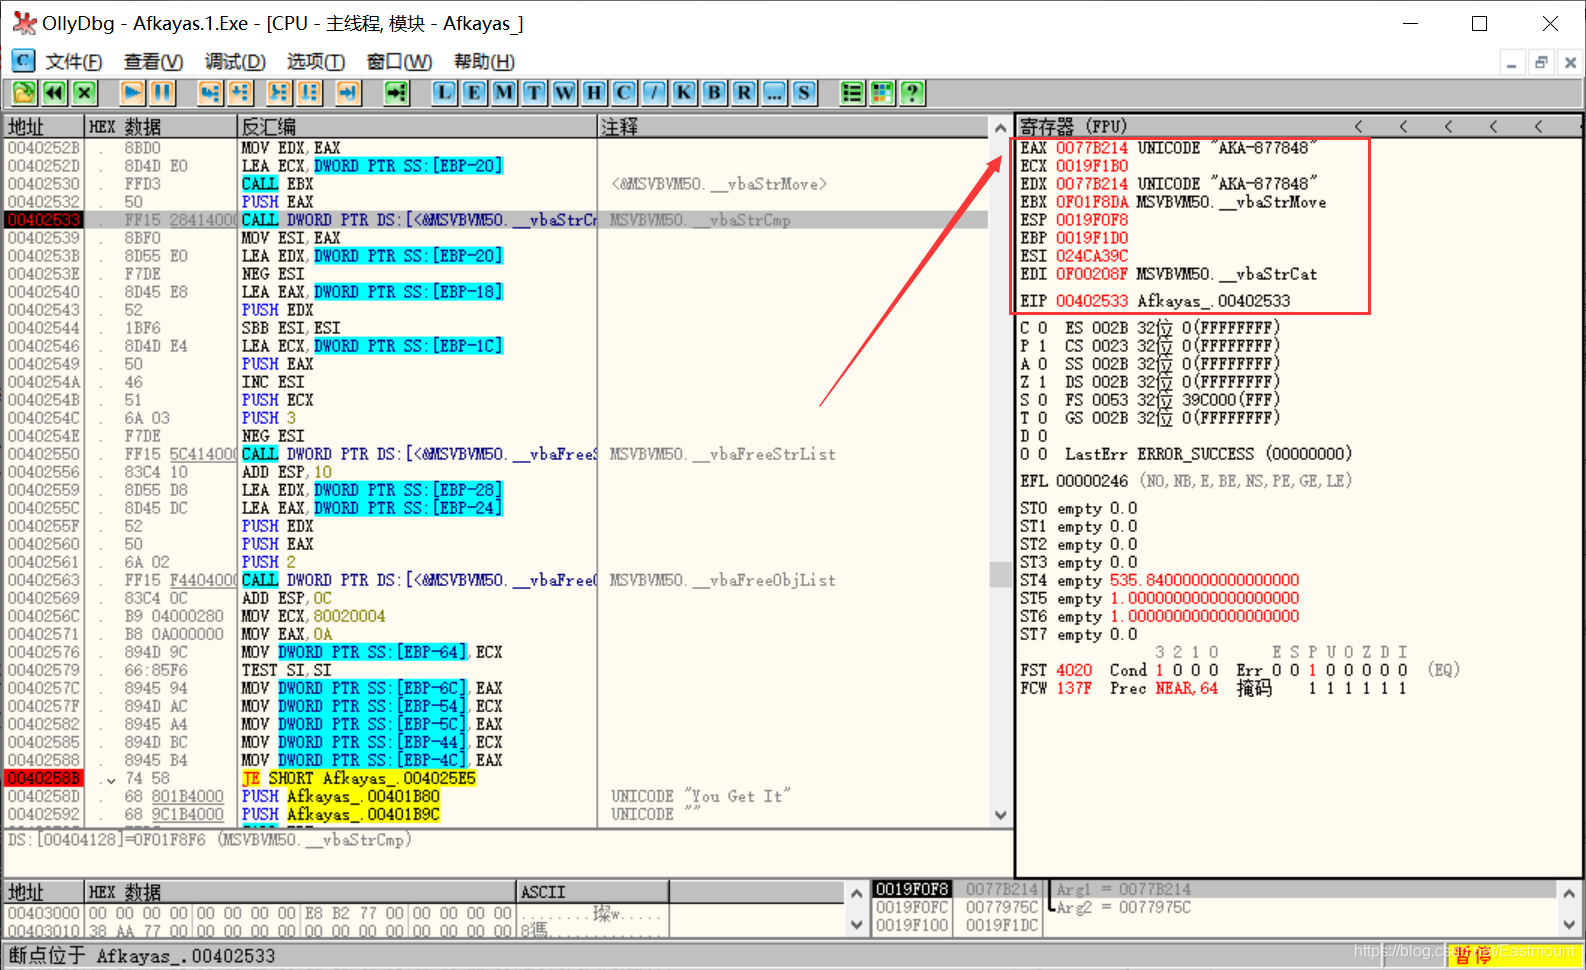 OllyDbg - Afkayas.1.Exe - [CPU - 主线程, 模块 - Afkayas_]
C 文件(F) 查看(V) 调试(D) 选项(T) 窗口(W) 帮助(H)
L E M T W H C / K B R ... S ?
地址 HEX 数据 反汇编 注释
0040252B . 8BD0 MOV EDX,EAX
0040252D . 8D4D E0 LEA ECX,DWORD PTR SS:[EBP-20]
00402530 . FFD3 CALL EBX <&MSVBVM50.__vbaStrMove>
00402532 . 50 PUSH EAX
00402533 . FF15 28414000 CALL DWORD PTR DS:[<&MSVBVM50.__vbaStrCm MSVBVM50.__vbaStrCmp
00402539 . 8BF0 MOV ESI,EAX
0040253B . 8D55 E0 LEA EDX,DWORD PTR SS:[EBP-20]
0040253E . F7DE NEG ESI
00402540 . 8D45 E8 LEA EAX,DWORD PTR SS:[EBP-18]
00402543 . 52 PUSH EDX
00402544 . 1BF6 SBB ESI,ESI
00402546 . 8D4D E4 LEA ECX,DWORD PTR SS:[EBP-1C]
00402549 . 50 PUSH EAX
0040254A . 46 INC ESI
0040254B . 51 PUSH ECX
0040254C . 6A 03 PUSH 3
0040254E . F7DE NEG ESI
00402550 . FF15 5C414000 CALL DWORD PTR DS:[<&MSVBVM50.__vbaFreeS MSVBVM50.__vbaFreeStrList
00402556 . 83C4 10 ADD ESP,10
00402559 . 8D55 D8 LEA EDX,DWORD PTR SS:[EBP-28]
0040255C . 8D45 DC LEA EAX,DWORD PTR SS:[EBP-24]
0040255F . 52 PUSH EDX
00402560 . 50 PUSH EAX
00402561 . 6A 02 PUSH 2
00402563 . FF15 F4404000 CALL DWORD PTR DS:[<&MSVBVM50.__vbaFreeO MSVBVM50.__vbaFreeObjList
00402569 . 83C4 0C ADD ESP,0C
0040256C . B9 04000280 MOV ECX,80020004
00402571 . B8 0A000000 MOV EAX,0A
00402576 . 894D 9C MOV DWORD PTR SS:[EBP-64],ECX
00402579 . 66:85F6 TEST SI,SI
0040257C . 8945 94 MOV DWORD PTR SS:[EBP-6C],EAX
0040257F . 894D AC MOV DWORD PTR SS:[EBP-54],ECX
00402582 . 8945 A4 MOV DWORD PTR SS:[EBP-5C],EAX
00402585 . 894D BC MOV DWORD PTR SS:[EBP-44],ECX
00402588 . 8945 B4 MOV DWORD PTR SS:[EBP-4C],EAX
0040258B . 74 58 JE SHORT Afkayas_.004025E5
0040258D . 68 801B4000 PUSH Afkayas_.00401B80 UNICODE "You Get It"
00402592 . 68 9C1B4000 PUSH Afkayas_.00401B9C UNICODE ""
DS:[00404128]=0F01F8F6 (MSVBVM50.__vbaStrCmp)
寄存器 (FPU) < < < < <
EAX 0077B214 UNICODE "AKA-877848"
ECX 0019F1B0
EDX 0077B214 UNICODE "AKA-877848"
EBX 0F01F8DA MSVBVM50.__vbaStrMove
ESP 0019F0F8
EBP 0019F1D0
ESI 024CA39C
EDI 0F00208F MSVBVM50.__vbaStrCat
EIP 00402533 Afkayas_.00402533
C 0 ES 002B 32位 0(FFFFFFFF)
P 1 CS 0023 32位 0(FFFFFFFF)
A 0 SS 002B 32位 0(FFFFFFFF)
Z 1 DS 002B 32位 0(FFFFFFFF)
S 0 FS 0053 32位 39C000(FFF)
T 0 GS 002B 32位 0(FFFFFFFF)
D 0
O 0 LastErr ERROR_SUCCESS (00000000)
EFL 00000246 (NO,NB,E,BE,NS,PE,GE,LE)
ST0 empty 0.0
ST1 empty 0.0
ST2 empty 0.0
ST3 empty 0.0
ST4 empty 535.84000000000000000
ST5 empty 1.0000000000000000000
ST6 empty 1.0000000000000000000
ST7 empty 0.0
3 2 1 0 E S P U O Z D I
FST 4020 Cond 1 0 0 0 Err 0 0 1 0 0 0 0 0 (EQ)
FCW 137F Prec NEAR,64 掩码 1 1 1 1 1 1
地址 HEX 数据 ASCII
00403000 00 00 00 00 00 00 00 00 E8 B2 77 00 00 00 00 00 ........璨w.....
00403010 38 AA 77 00 00 00 00 00 00 00 00 00 00 00 00 00
0019F0F8 0077B214 Arg1 = 0077B214
0019F0FC 0077975C Arg2 = 0077975C
0019F100 0019F1DC
断点位于 Afkayas_.00402533
https://blog.csdn.net/Eastmount
暂停